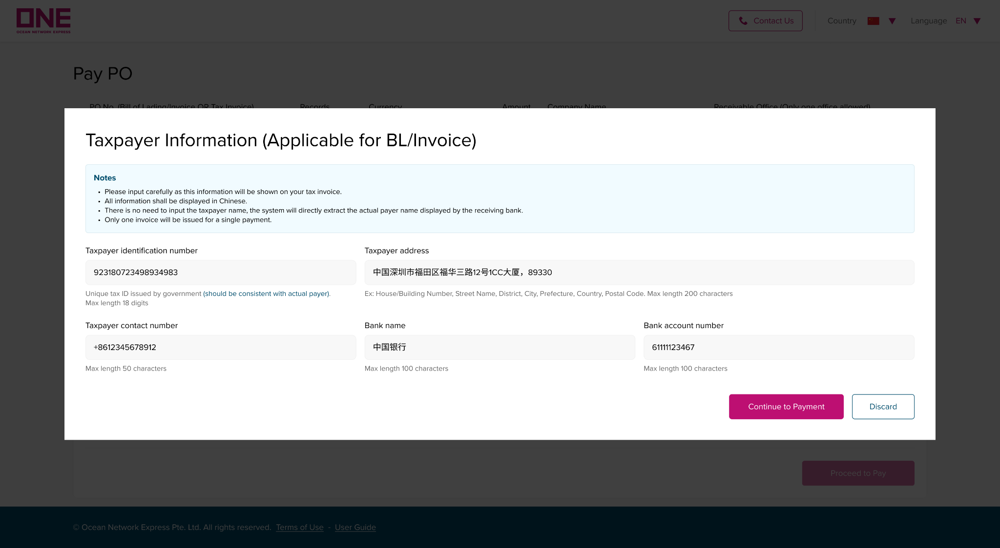 ONE
OCEAN NETWORK EXPRESS
Contact Us
Country
Language EN
Pay PO
PO No. (Bill of Lading/Invoice OR Tax Invoice) Records Currency Amount Company Name Receivable Office (Only one office allowed)
Taxpayer Information (Applicable for BL/Invoice)
Notes
• Please input carefully as this information will be shown on your tax invoice.
• All information shall be displayed in Chinese.
• There is no need to input the taxpayer name, the system will directly extract the actual payer name displayed by the receiving bank.
• Only one invoice will be issued for a single payment.
Taxpayer identification number
923180723498934983
Unique tax ID issued by government (should be consistent with actual payer).
Max length 18 digits
Taxpayer address
中国深圳市福田区福华三路12号1CC大厦，89330
Ex: House/Building Number, Street Name, District, City, Prefecture, Country, Postal Code. Max length 200 characters
Taxpayer contact number
+8612345678912
Max length 50 characters
Bank name
中国银行
Max length 100 characters
Bank account number
61111123467
Max length 100 characters
Continue to Payment
Discard
Proceed to Pay
© Ocean Network Express Pte. Ltd. All rights reserved. Terms of Use - User Guide